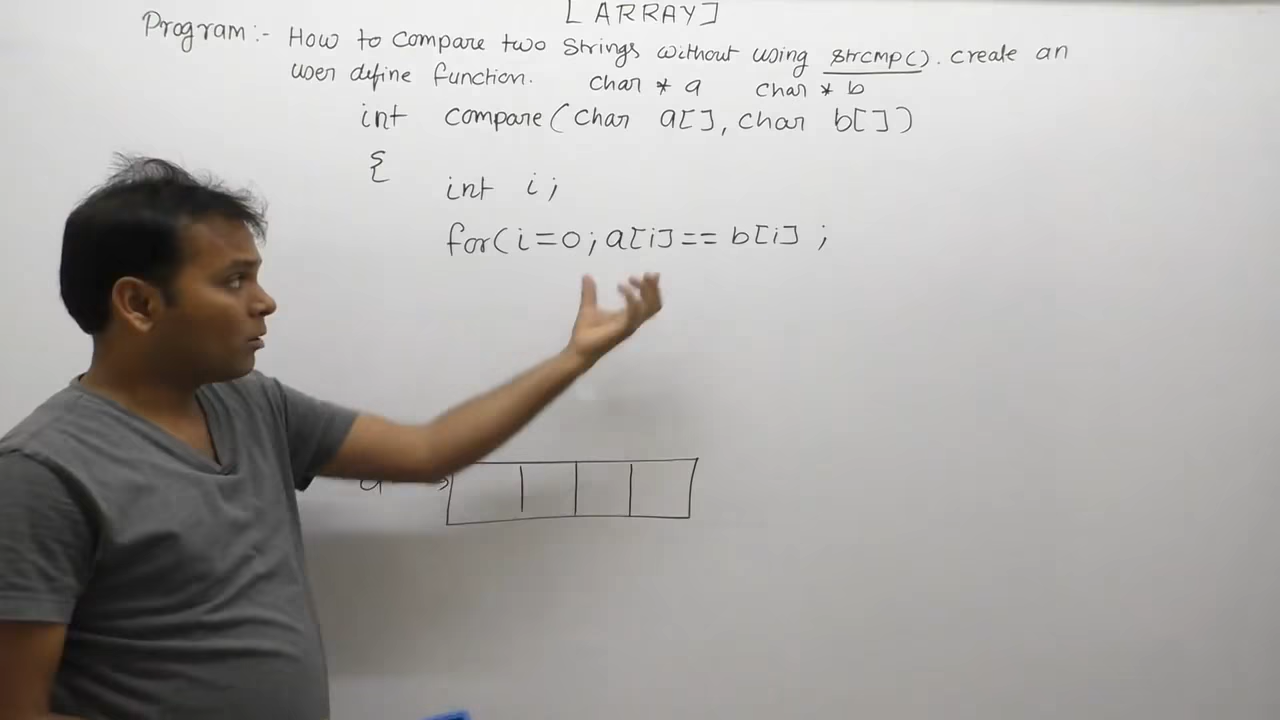 [ARRAY]
Program:- How to compare two strings without using strcmp(). create an
user define function. char * a char * b
int compare(char a[], char b[])
{
int i;
for(i=0; a[i]== b[i] ;
a